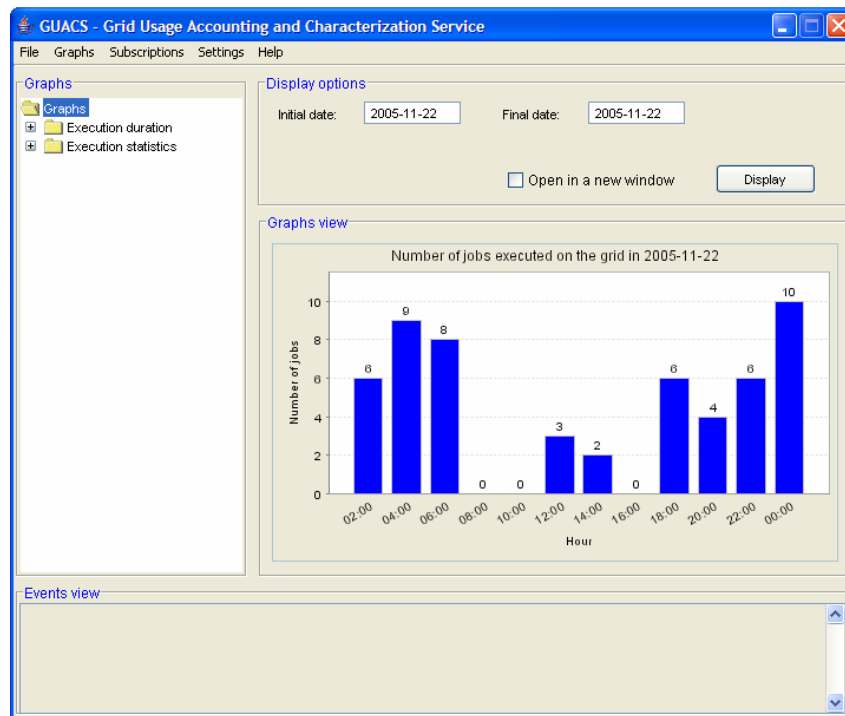 GUACS - Grid Usage Accounting and Characterization Service
File Graphs Subscriptions Settings Help
Graphs
Graphs
Execution duration
Execution statistics
Display options
Initial date: 2005-11-22 Final date: 2005-11-22
Open in a new window Display
Graphs view
Number of jobs executed on the grid in 2005-11-22
Number of jobs
10
8
6
4
2
0
6 9 8 0 0 3 2 0 6 4 6 10
02:00 04:00 06:00 08:00 10:00 12:00 14:00 16:00 18:00 20:00 22:00 00:00
Hour
Events view